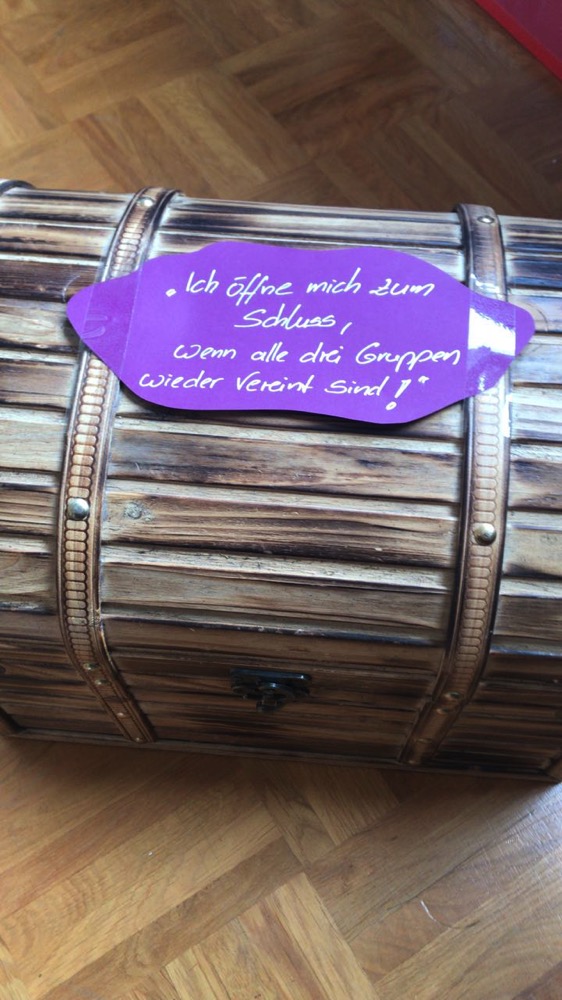 „Ich öffne mich zum
Schluss,
wenn alle drei Gruppen
wieder Vereint sind!“